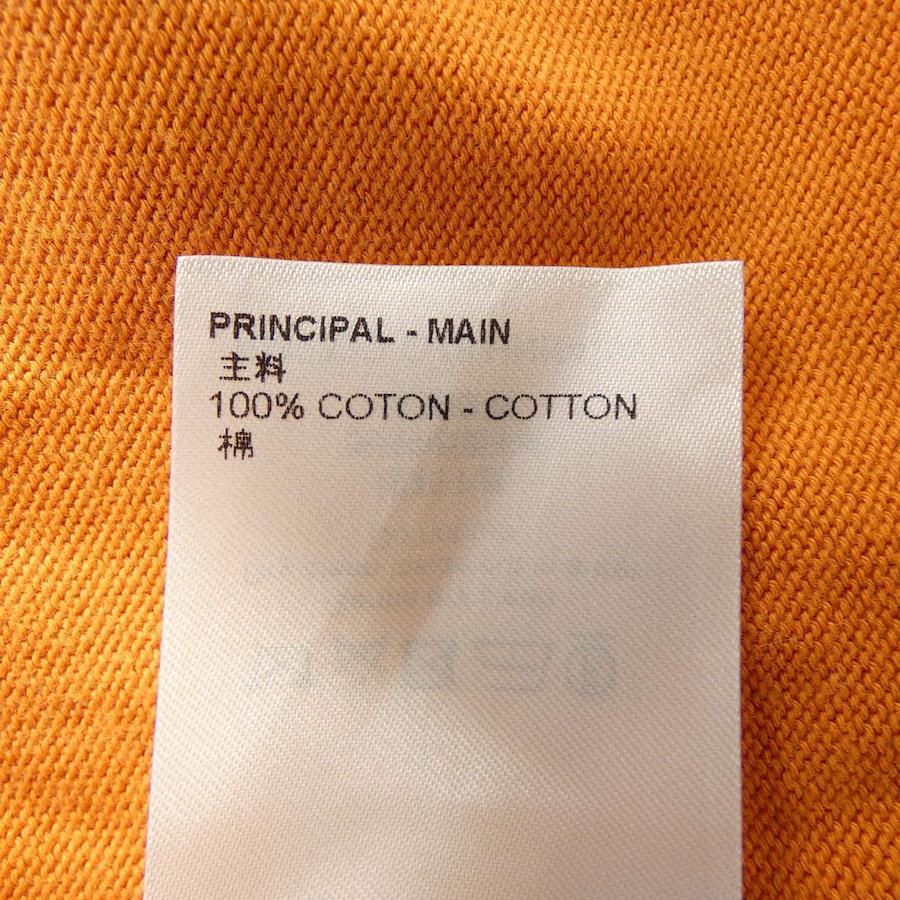 PRINCIPAL - MAIN
主料
100% COTON - COTTON
棉